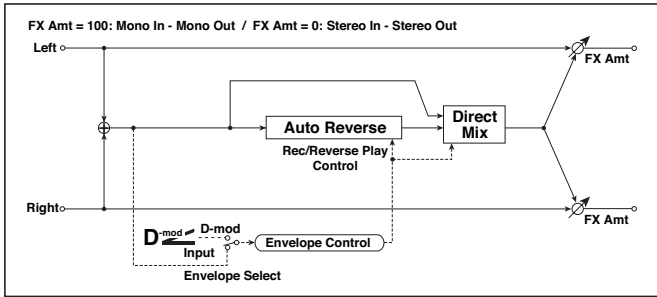 FX Amt = 100: Mono In - Mono Out / FX Amt = 0: Stereo In - Stereo Out
Left
FX Amt
Auto Reverse
Direct
Mix
Rec/Reverse Play
Control
Right
FX Amt
D-mod
D-mod
Input
Envelope Control
Envelope Select